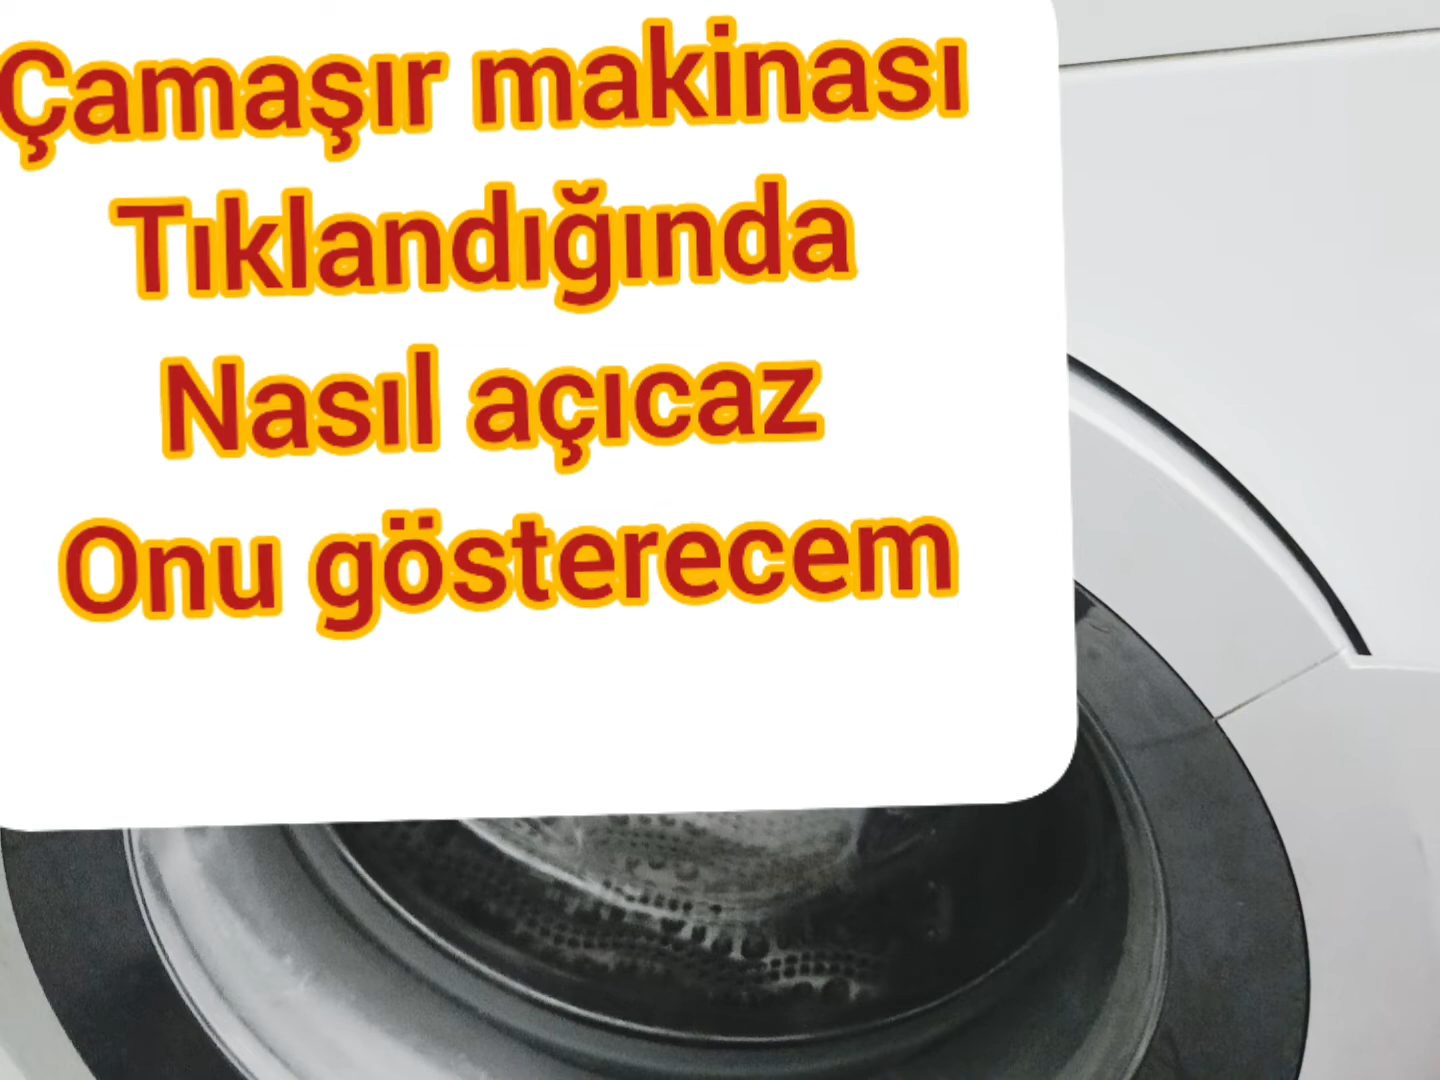 Çamaşır makinası
Tıklandığında
Nasıl açıcaz
Onu gösterecem